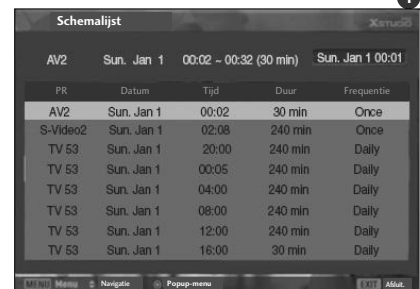 Schemalijst Xstudio
AV2 Sun. Jan 1 00:02 ~ 00:32 (30 min) Sun. Jan 1 00:01
PR Datum Tijd Duur Frequentie
AV2 Sun. Jan 1 00:02 30 min Once
S-Video2 Sun. Jan 1 02:08 240 min Once
TV 53 Sun. Jan 1 20:00 240 min Daily
TV 53 Sun. Jan 1 00:05 240 min Daily
TV 53 Sun. Jan 1 04:00 240 min Daily
TV 53 Sun. Jan 1 08:00 240 min Daily
TV 53 Sun. Jan 1 12:00 240 min Daily
TV 53 Sun. Jan 1 16:00 30 min Daily
MENU Menu Navigatie Popup-menu EXIT Afsluit.